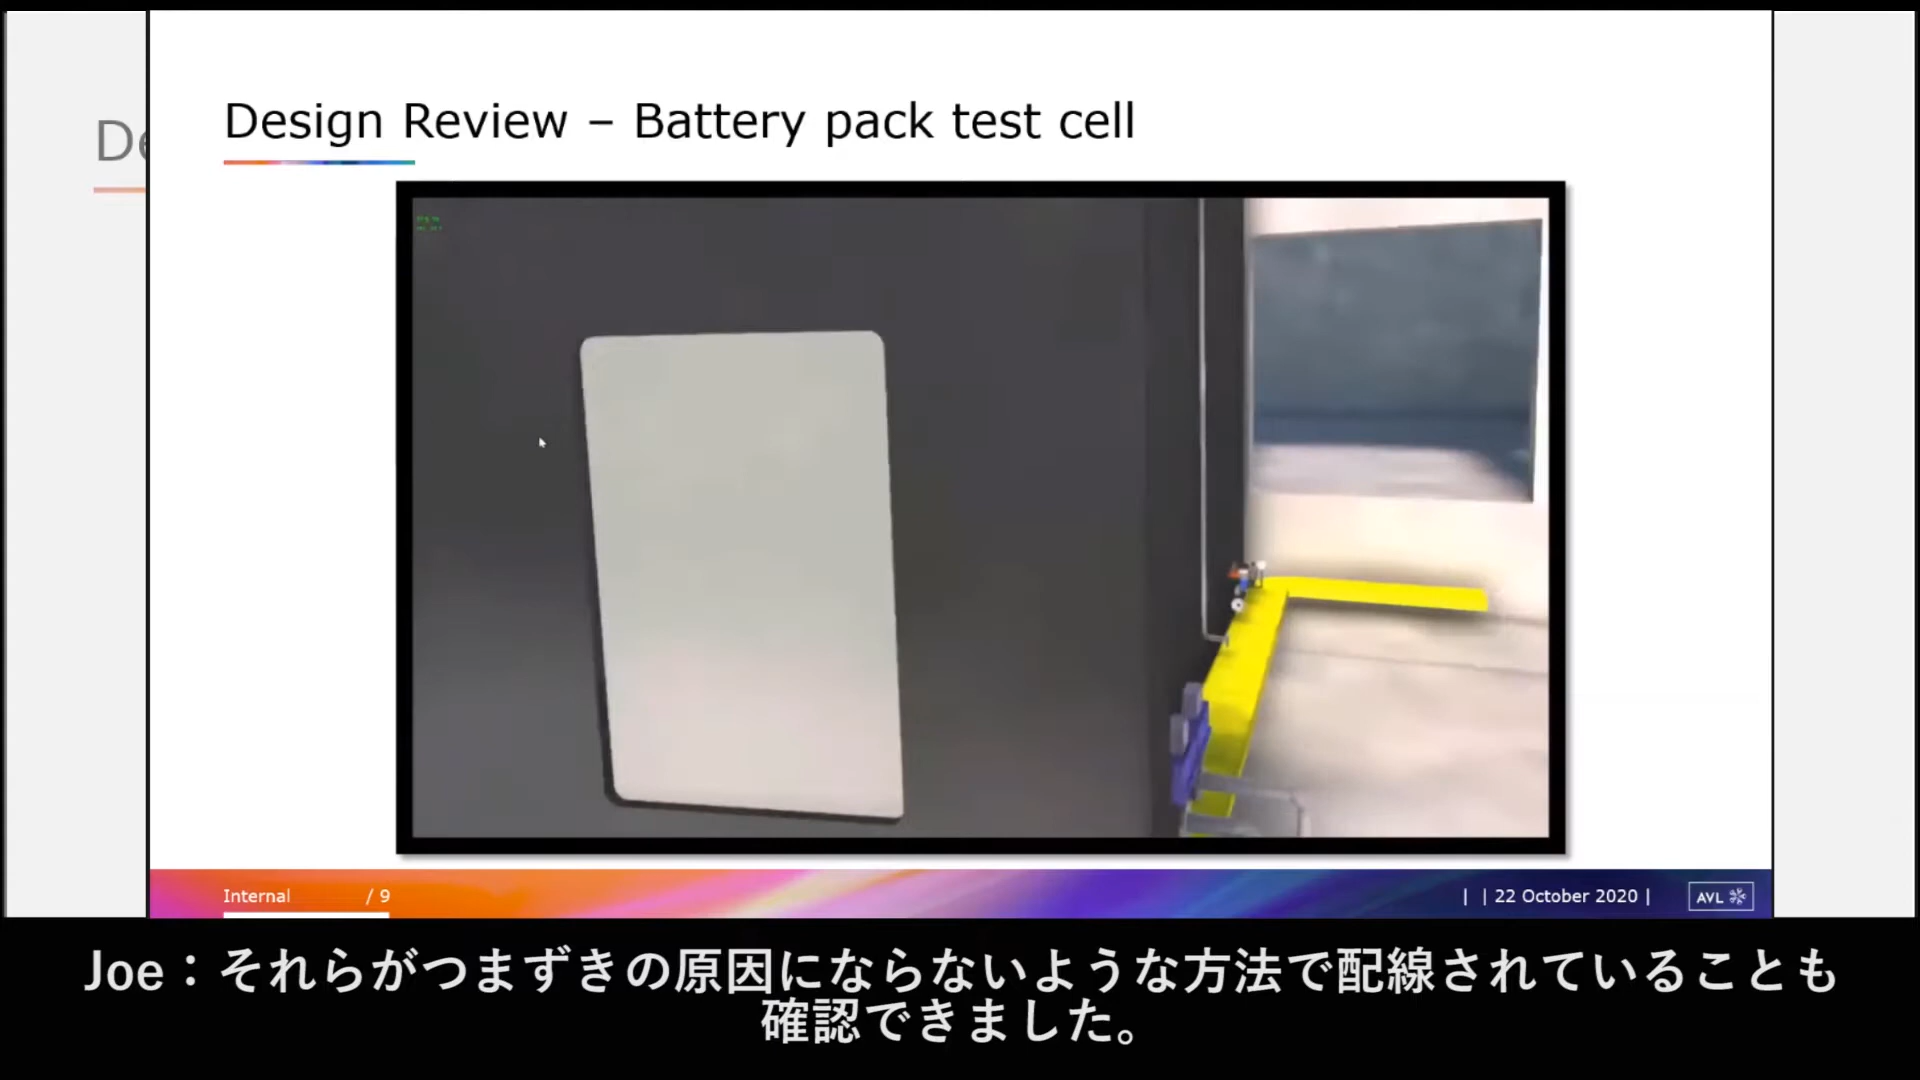 De
Design Review – Battery pack test cell
Internal / 9
| | 22 October 2020 |
AVL
Joe：それらがつまずきの原因にならないような方法で配線されていることも
確認できました。